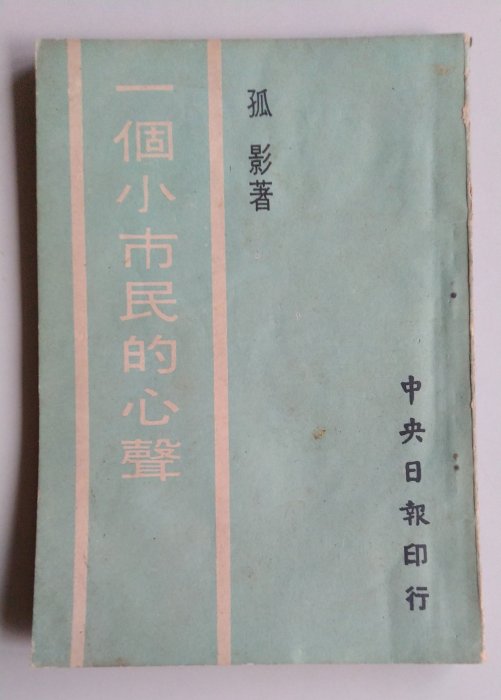 孤影著
一個小市民的心聲
中央日報印行